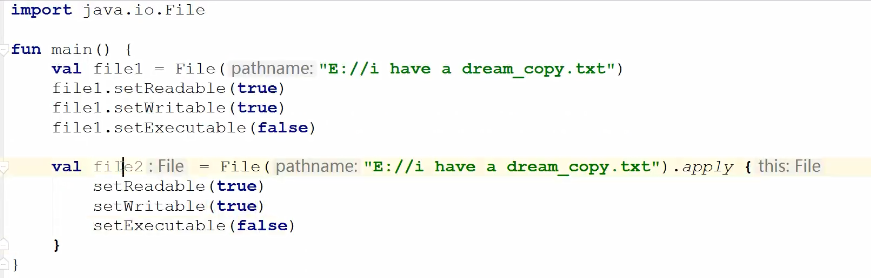 import java.io.File
fun main() {
val file1 = File( pathname: "E://i have a dream_copy.txt")
file1.setReadable(true)
file1.setWritable(true)
file1.setExecutable(false)
val file2 : File = File( pathname: "E://i have a dream_copy.txt").apply { this: File
setReadable(true)
setWritable(true)
setExecutable(false)
}
}